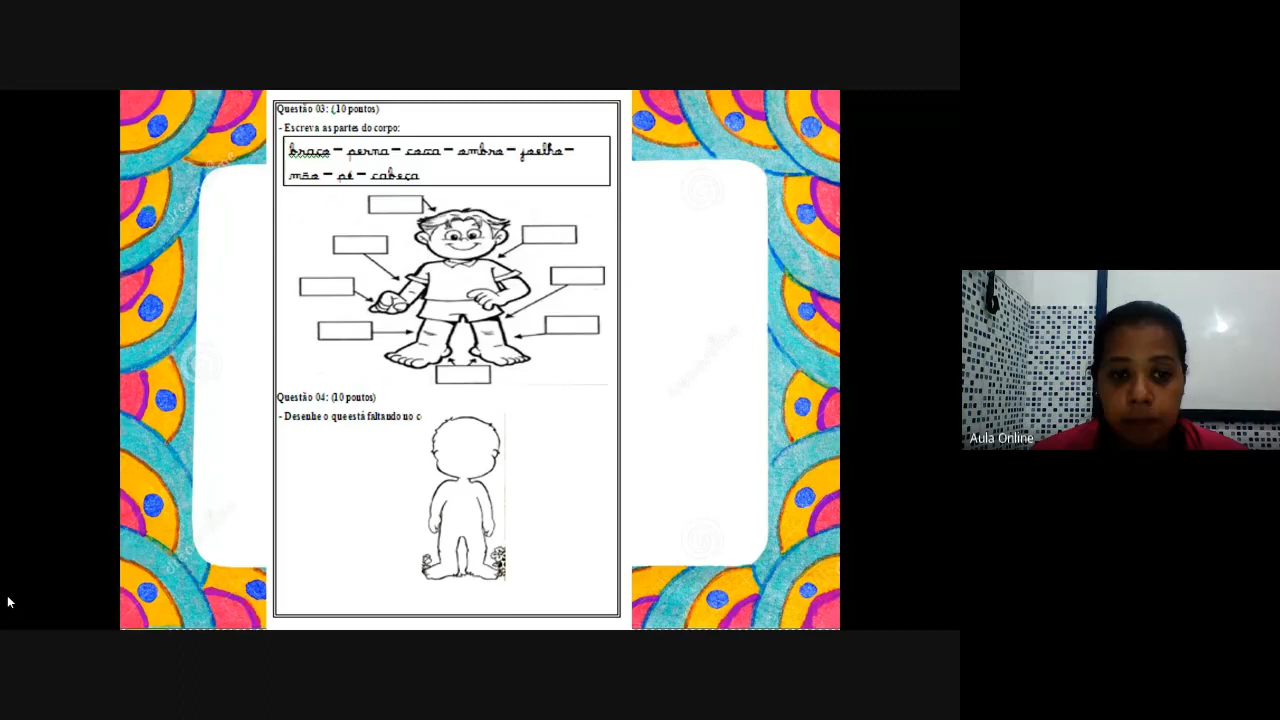 Questão 03: (10 pontos)
- Escreva as partes do corpo:
braço – perna – coxa – ombro – joelho –
mão – pé – cabeça
Questão 04: (10 pontos)
- Desenhe o que está faltando no c
Aula Online